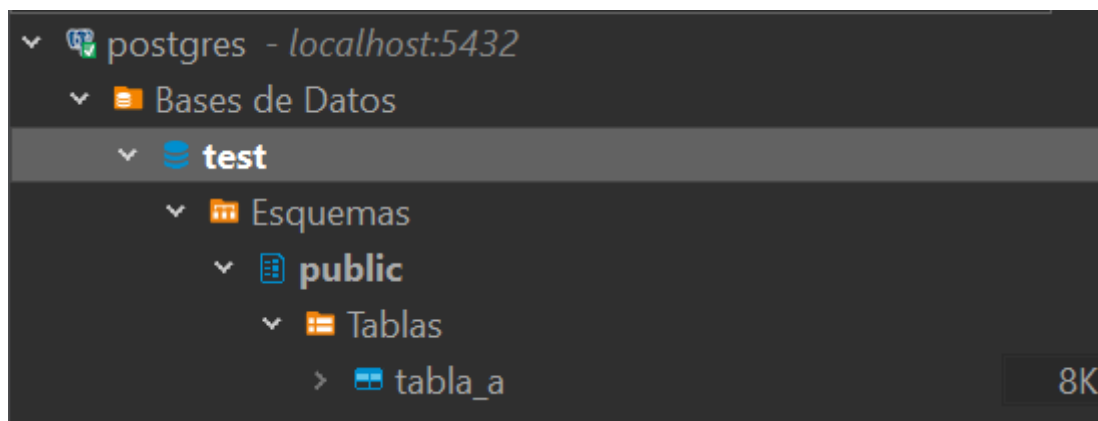 postgres - localhost:5432
Bases de Datos
test
Esquemas
public
Tablas
tabla_a 8K